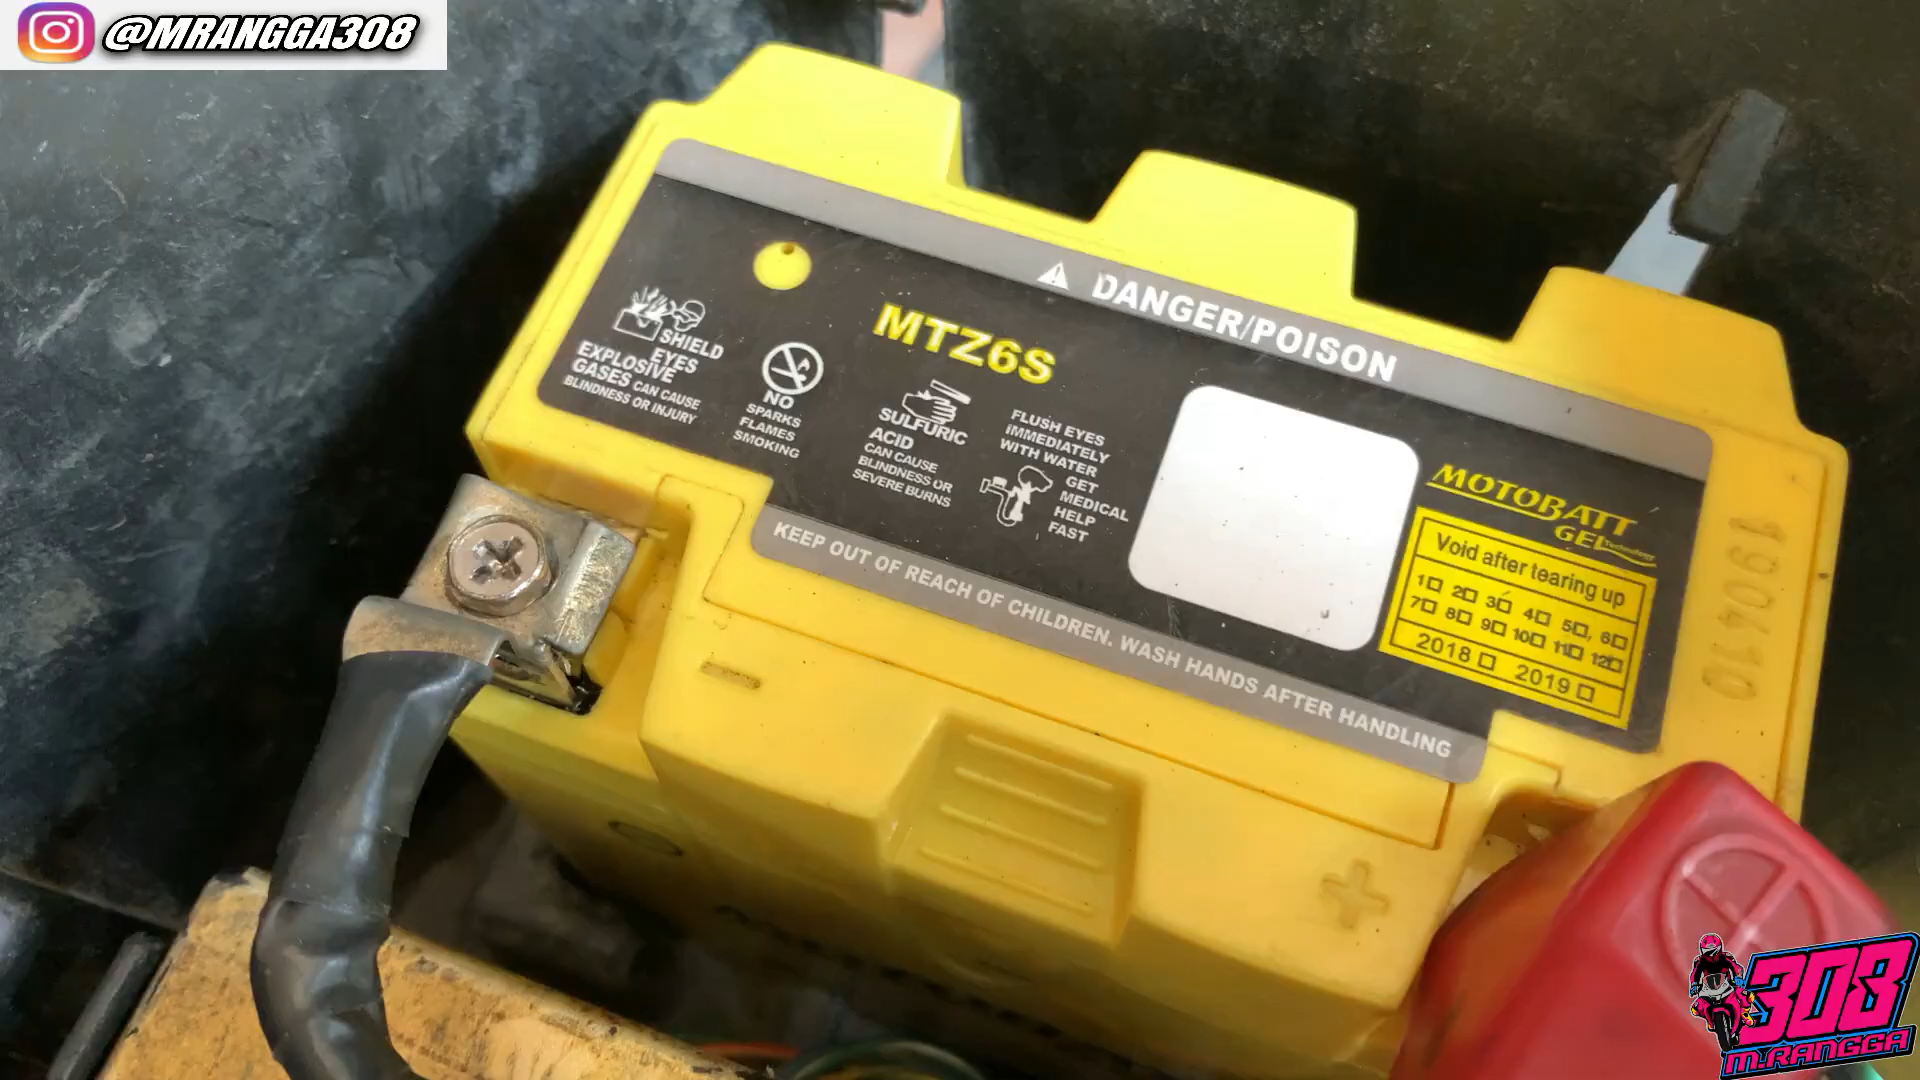 @MRANGGA308
DANGER/POISON
MTZ6S
SHIELD
EYES
EXPLOSIVE
GASES CAN CAUSE
BLINDNESS OR INJURY
NO
SPARKS
FLAMES
SMOKING
SULFURIC
ACID
CAN CAUSE
BLINDNESS OR
SEVERE BURNS
FLUSH EYES
IMMEDIATELY
WITH WATER
GET
MEDICAL
HELP
FAST
MOTOBATT
GEL Technology
Void after tearing up
1☐ 2☐ 3☐ 4☐ 5☐, 6☐
7☐ 8☐ 9☐ 10☐ 11☐ 12☐
2018 ☐ 2019 ☐
KEEP OUT OF REACH OF CHILDREN. WASH HANDS AFTER HANDLING
190410
308
M.RANGGA